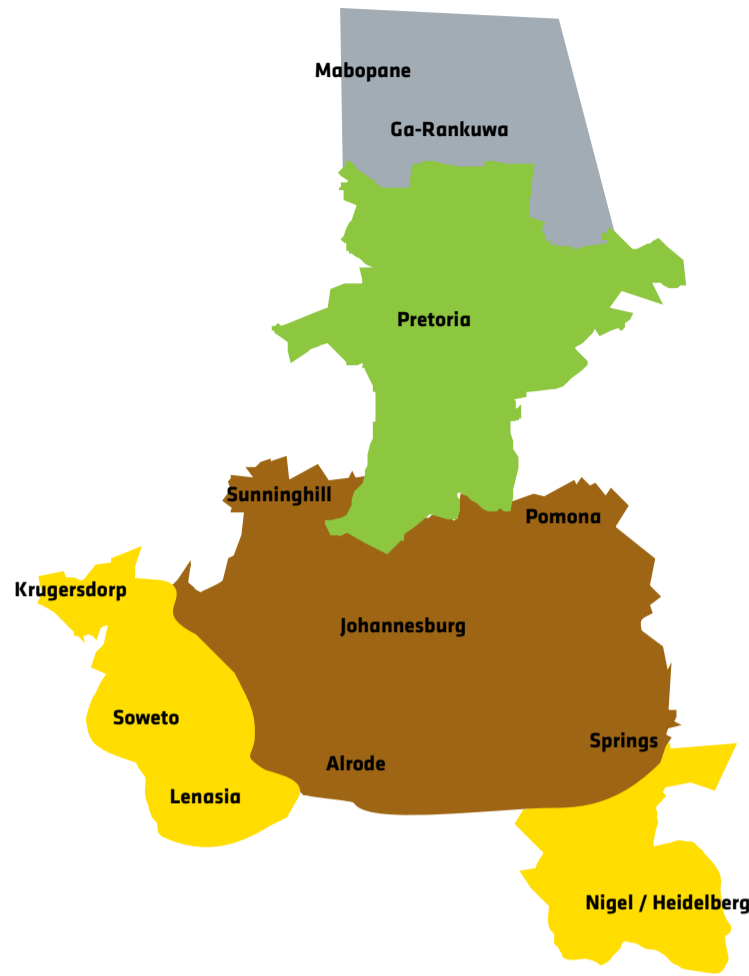 Mabopane
Ga-Rankuwa
Pretoria
Sunninghill
Pomona
Krugersdorp
Johannesburg
Soweto
Springs
Alrode
Lenasia
Nigel / Heidelberg